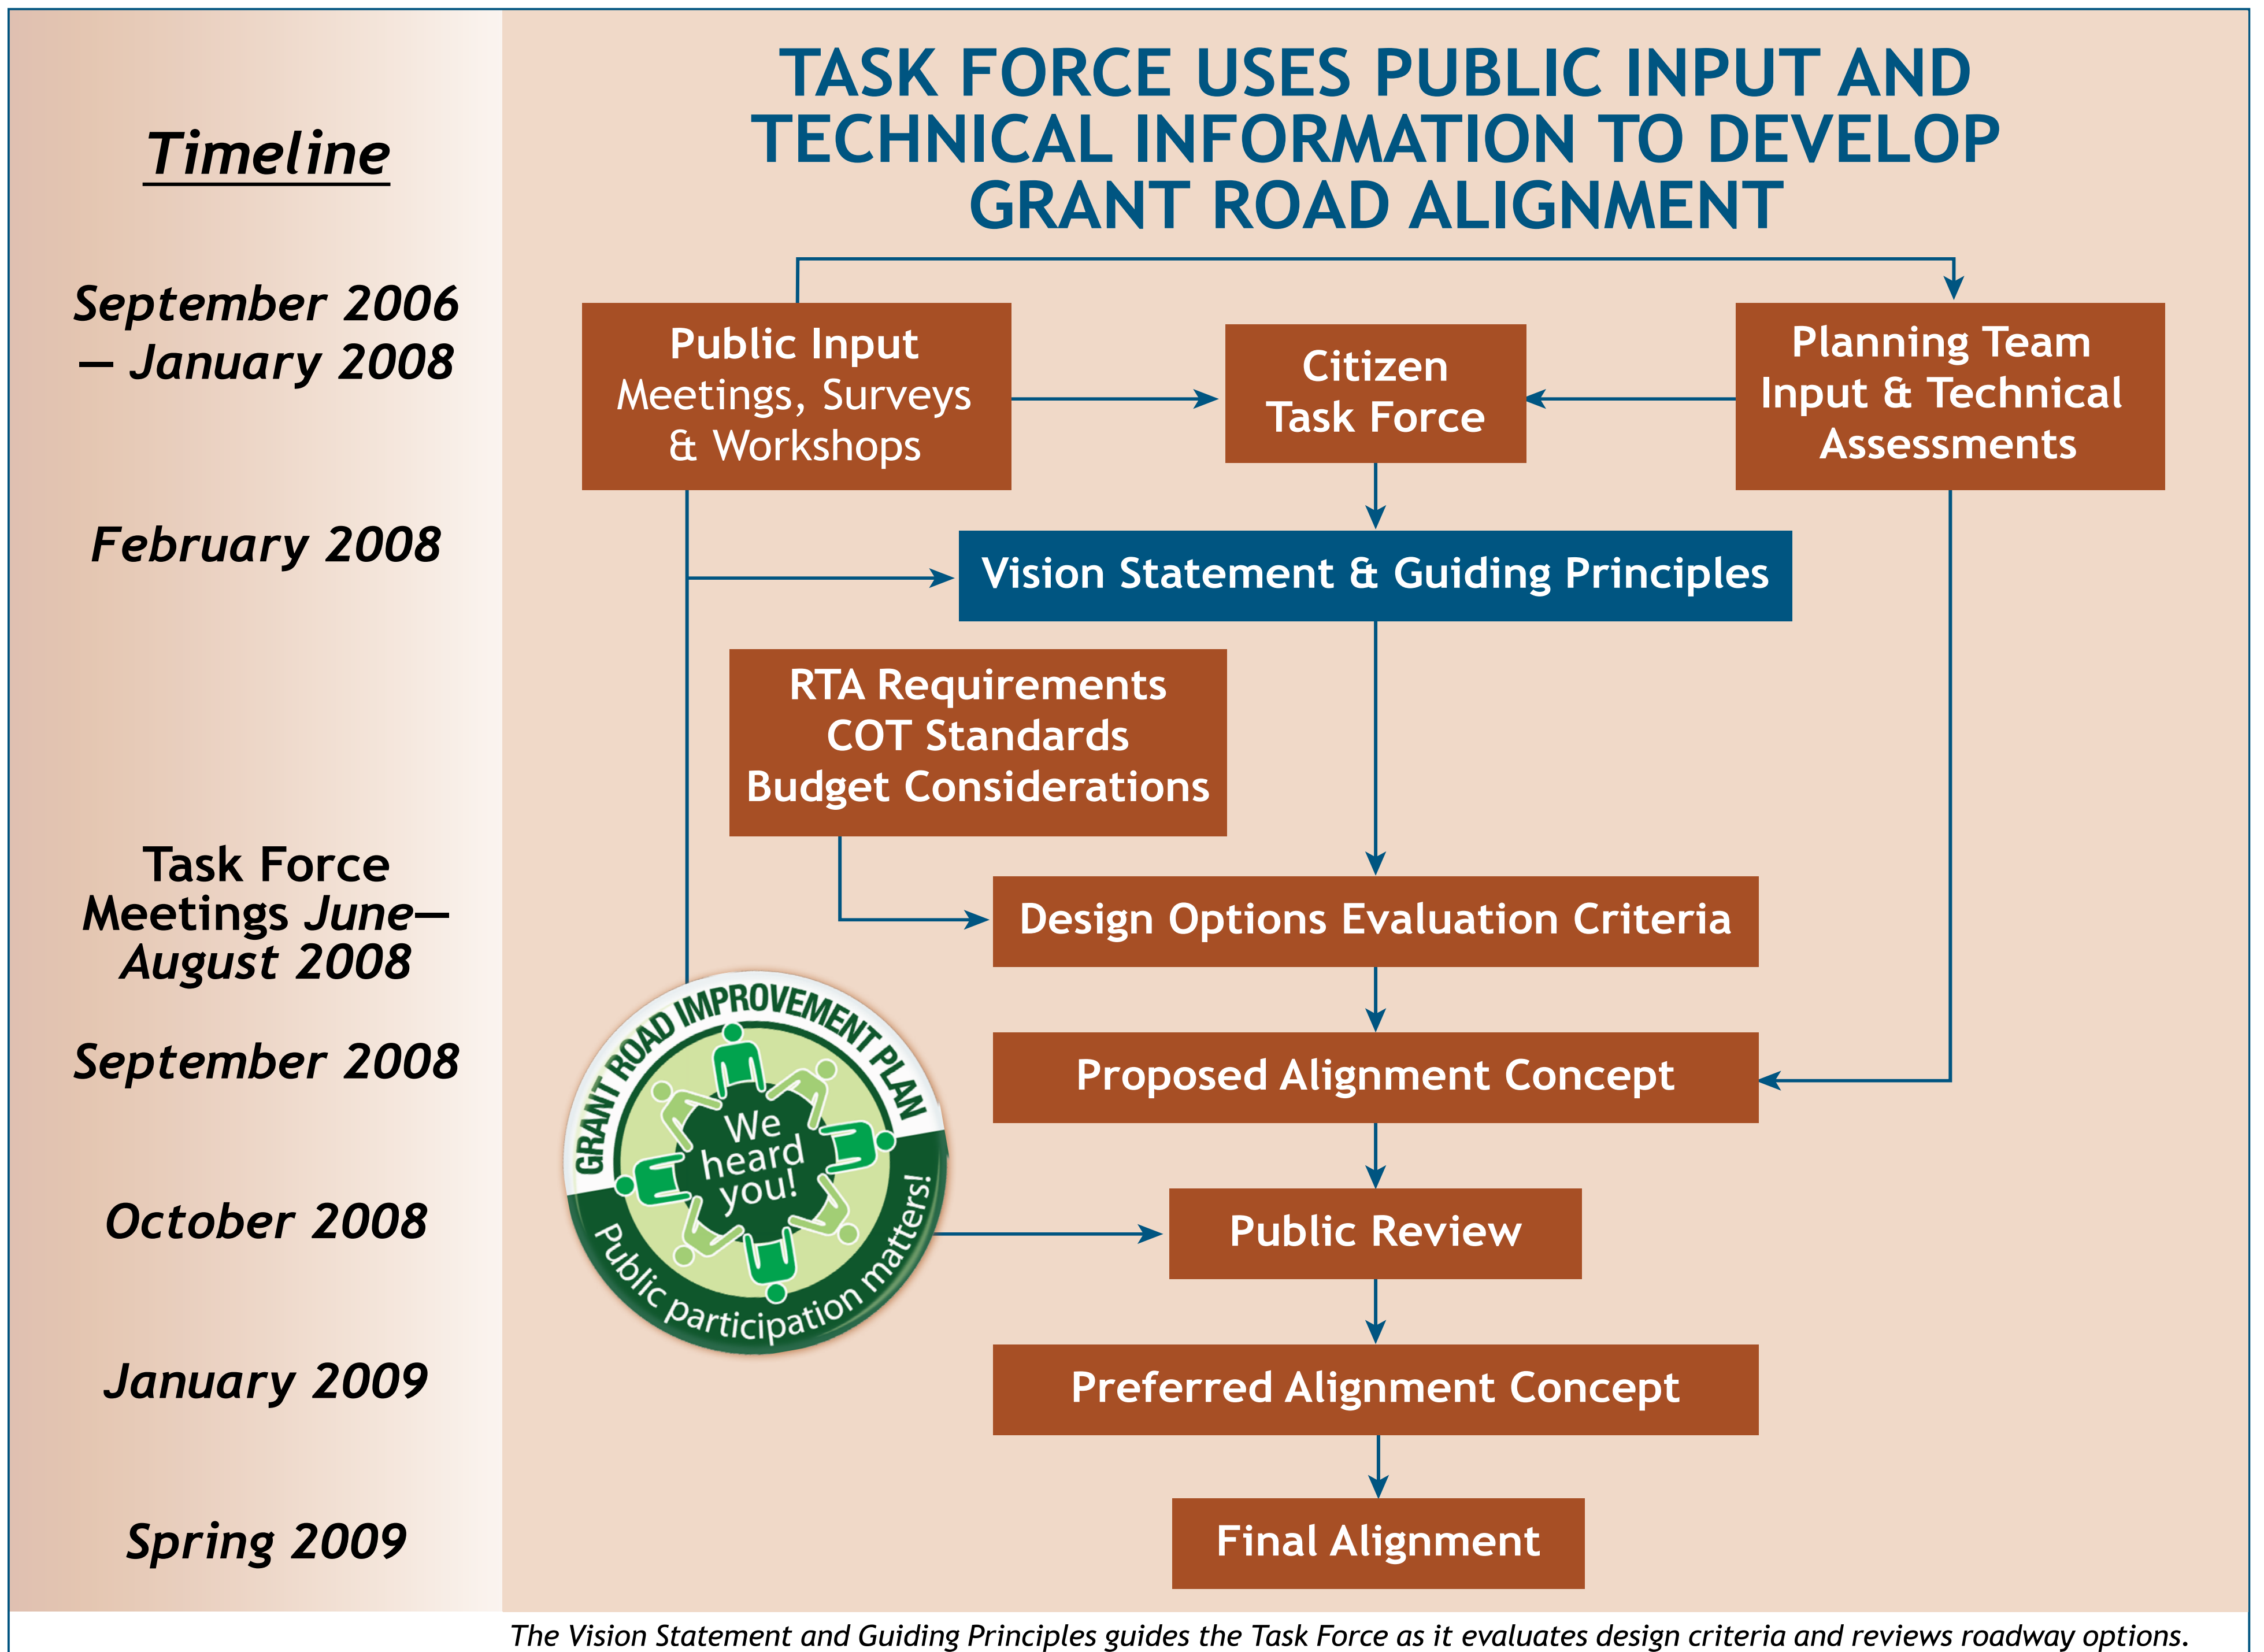 TASK FORCE USES PUBLIC INPUT AND
TECHNICAL INFORMATION TO DEVELOP
GRANT ROAD ALIGNMENT
Timeline
September 2006
— January 2008
February 2008
Task Force
Meetings June—
August 2008
September 2008
October 2008
January 2009
Spring 2009
Public Input
Meetings, Surveys
& Workshops
Citizen
Task Force
Planning Team
Input & Technical
Assessments
Vision Statement & Guiding Principles
RTA Requirements
COT Standards
Budget Considerations
Design Options Evaluation Criteria
Proposed Alignment Concept
GRANT ROAD IMPROVEMENT PLAN
We
heard
you!
Public participation matters!
Public Review
Preferred Alignment Concept
Final Alignment
The Vision Statement and Guiding Principles guides the Task Force as it evaluates design criteria and reviews roadway options.